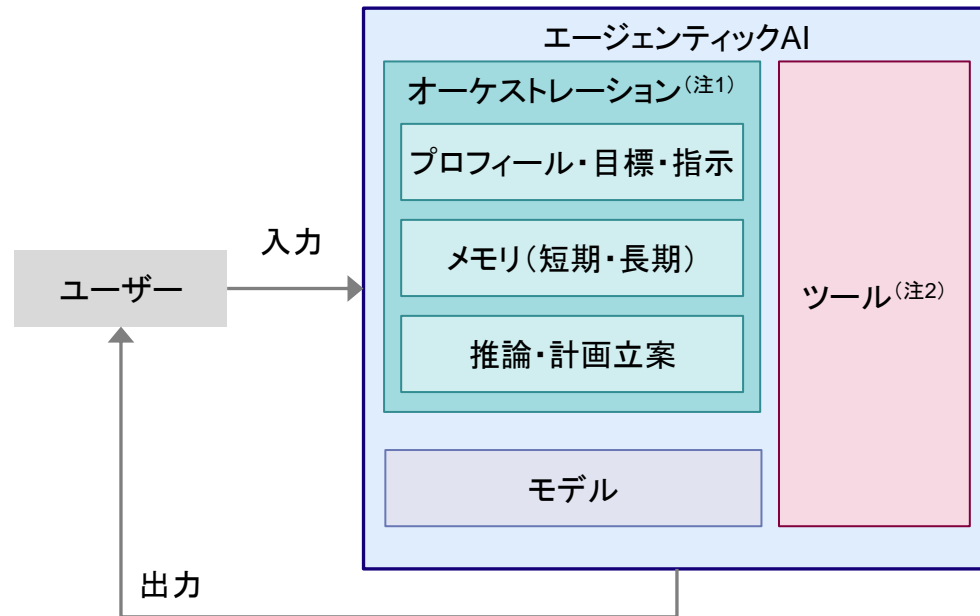 エージェンティックAI
オーケストレーション(注1)
プロフィール・目標・指示
メモリ(短期・長期)
推論・計画立案
モデル
ツール(注2)
入力
ユーザー
出力